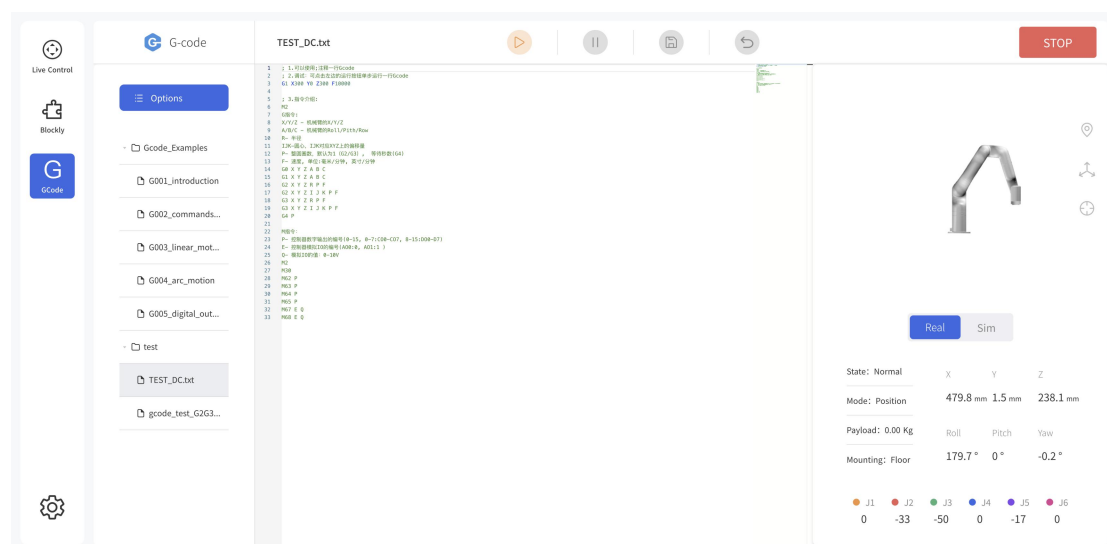 G-code
TEST_DC.txt
STOP
Live Control
Blockly
G
GCode
Options
Gcode_Examples
G001_introduction
G002_commands...
G003_linear_mot...
G004_arc_motion
G005_digital_out...
test
TEST_DC.txt
gcode_test_G2G3...
1 ; 1.可以使用;注释一行Gcode
2 ; 2.调试: 可点击左边的运行按钮单步运行一行Gcode
3 G1 X300 Y0 Z300 F10000
4
5 ; 3.指令介绍:
6 M2
7 G指令:
8 X/Y/Z - 机械臂的X/Y/Z
9 A/B/C - 机械臂的Roll/Pith/Row
10 R- 半径
11 IJK-圆心, IJK对应XYZ上的偏移量
12 P- 整圆圈数, 默认为1 (G2/G3) , 等待秒数(G4)
13 F- 速度, 单位:毫米/分钟, 英寸/分钟
14 G0 X Y Z A B C
15 G1 X Y Z A B C
16 G2 X Y Z R P F
17 G2 X Y Z I J K P F
18 G3 X Y Z R P F
19 G3 X Y Z I J K P F
20 G4 P
21
22 M指令:
23 P- 控制器数字输出的编号(0-15, 0-7:CO0-CO7, 8-15:DO0-O7)
24 E- 控制器模拟IO的编号(AO0:0, AO1:1 )
25 Q- 模拟IO的值: 0-10V
26 M2
27 M30
28 M62 P
29 M63 P
30 M64 P
31 M65 P
32 M67 E Q
33 M68 E Q
Real Sim
State: Normal
Mode: Position
Payload: 0.00 Kg
Mounting: Floor
X Y Z
479.8 mm 1.5 mm 238.1 mm
Roll Pitch Yaw
179.7 ° 0 ° -0.2 °
J1 J2 J3 J4 J5 J6
0 -33 -50 0 -17 0